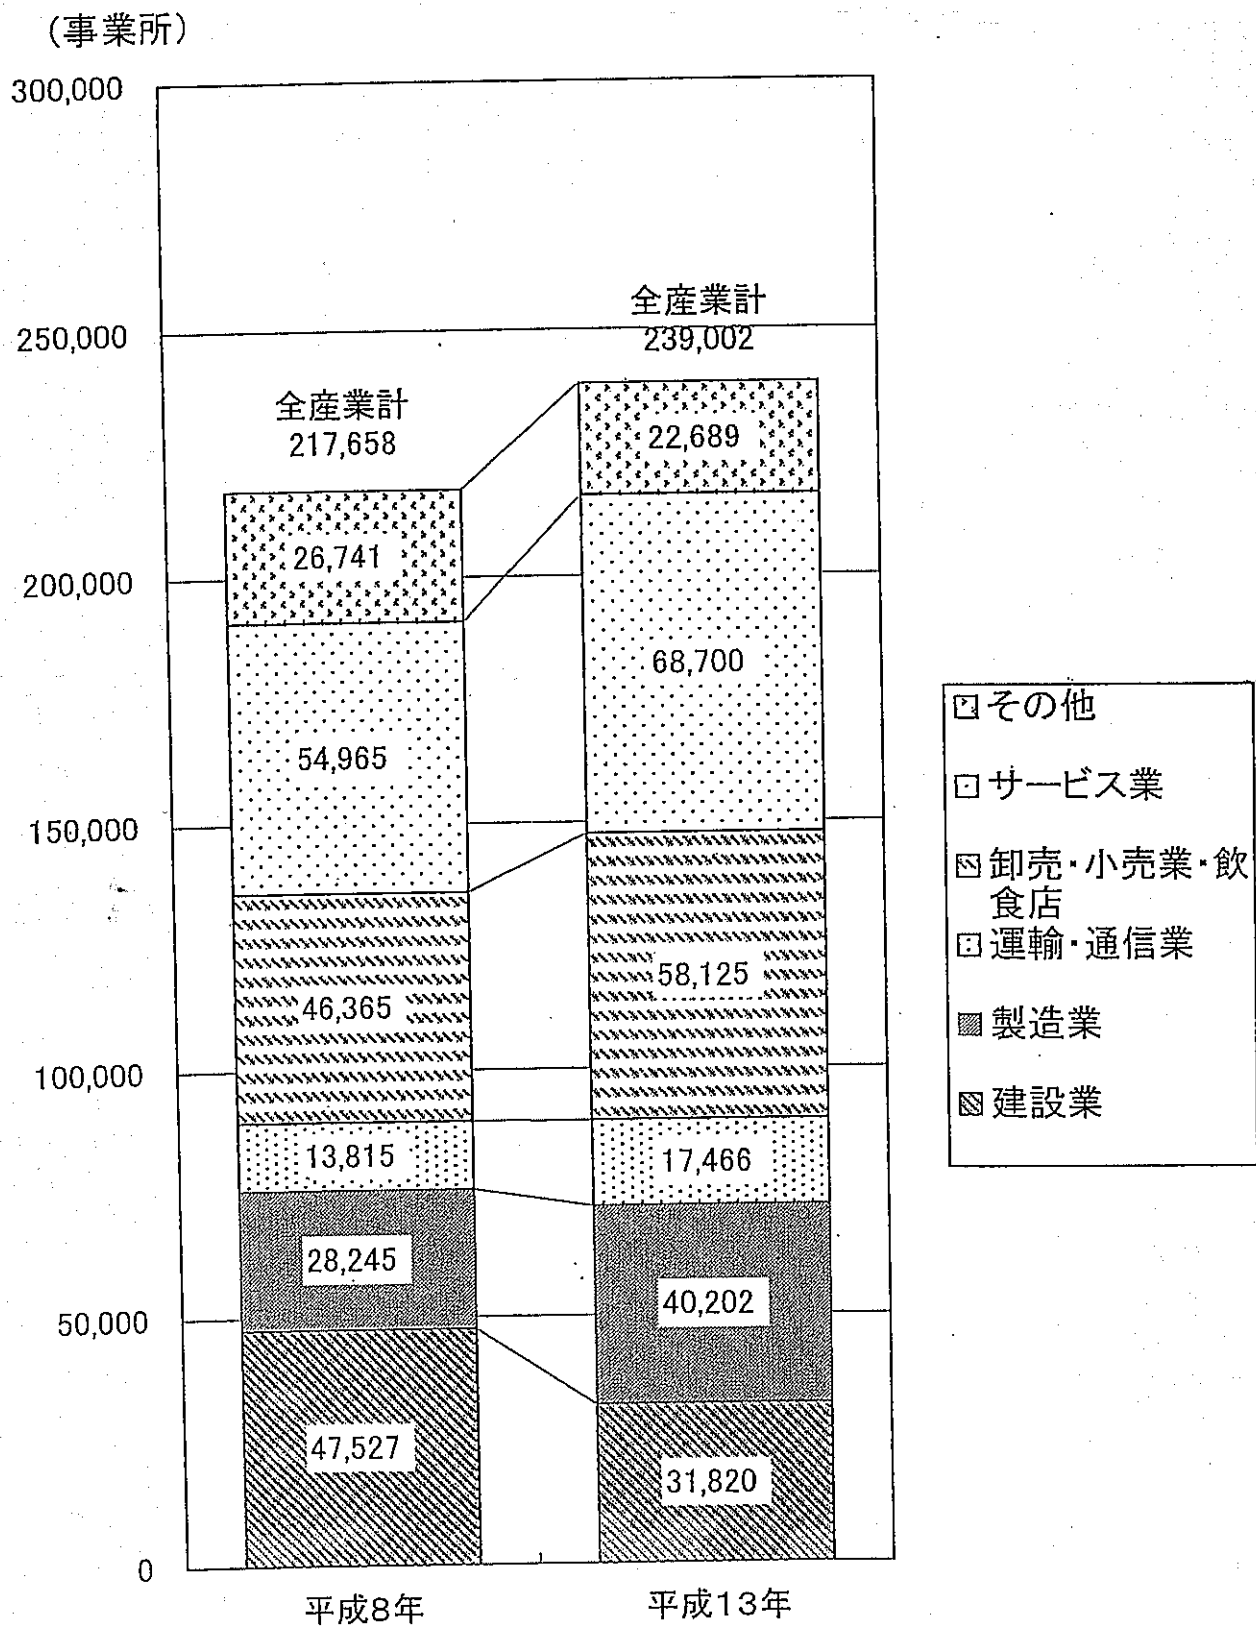 （事業所）
300,000
250,000
200,000
150,000
100,000
50,000
0
全産業計
217,658
26,741
54,965
46,365
13,815
28,245
47,527
平成8年
全産業計
239,002
22,689
68,700
58,125
17,466
40,202
31,820
平成13年
その他
サービス業
卸売・小売業・飲
食店
運輸・通信業
製造業
建設業